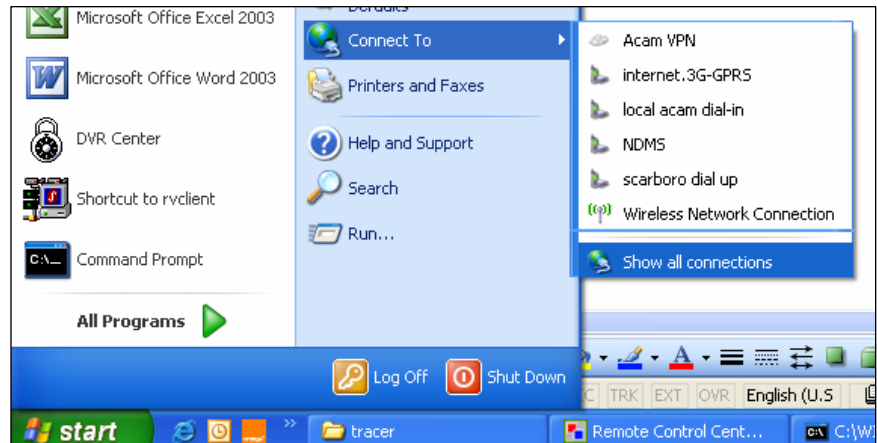 Microsoft Office Excel 2003
Microsoft Office Word 2003
DVR Center
Shortcut to rvclient
C:\_
Command Prompt
All Programs
Defaults
Connect To
Printers and Faxes
Help and Support
Search
Run...
Acam VPN
internet.3G-GPRS
local acam dial-in
NDMS
scarboro dial up
Wireless Network Connection
Show all connections
Log Off
Shut Down
TRK EXT OVR English (U.S
start
tracer
Remote Control Cent...
C:\WI